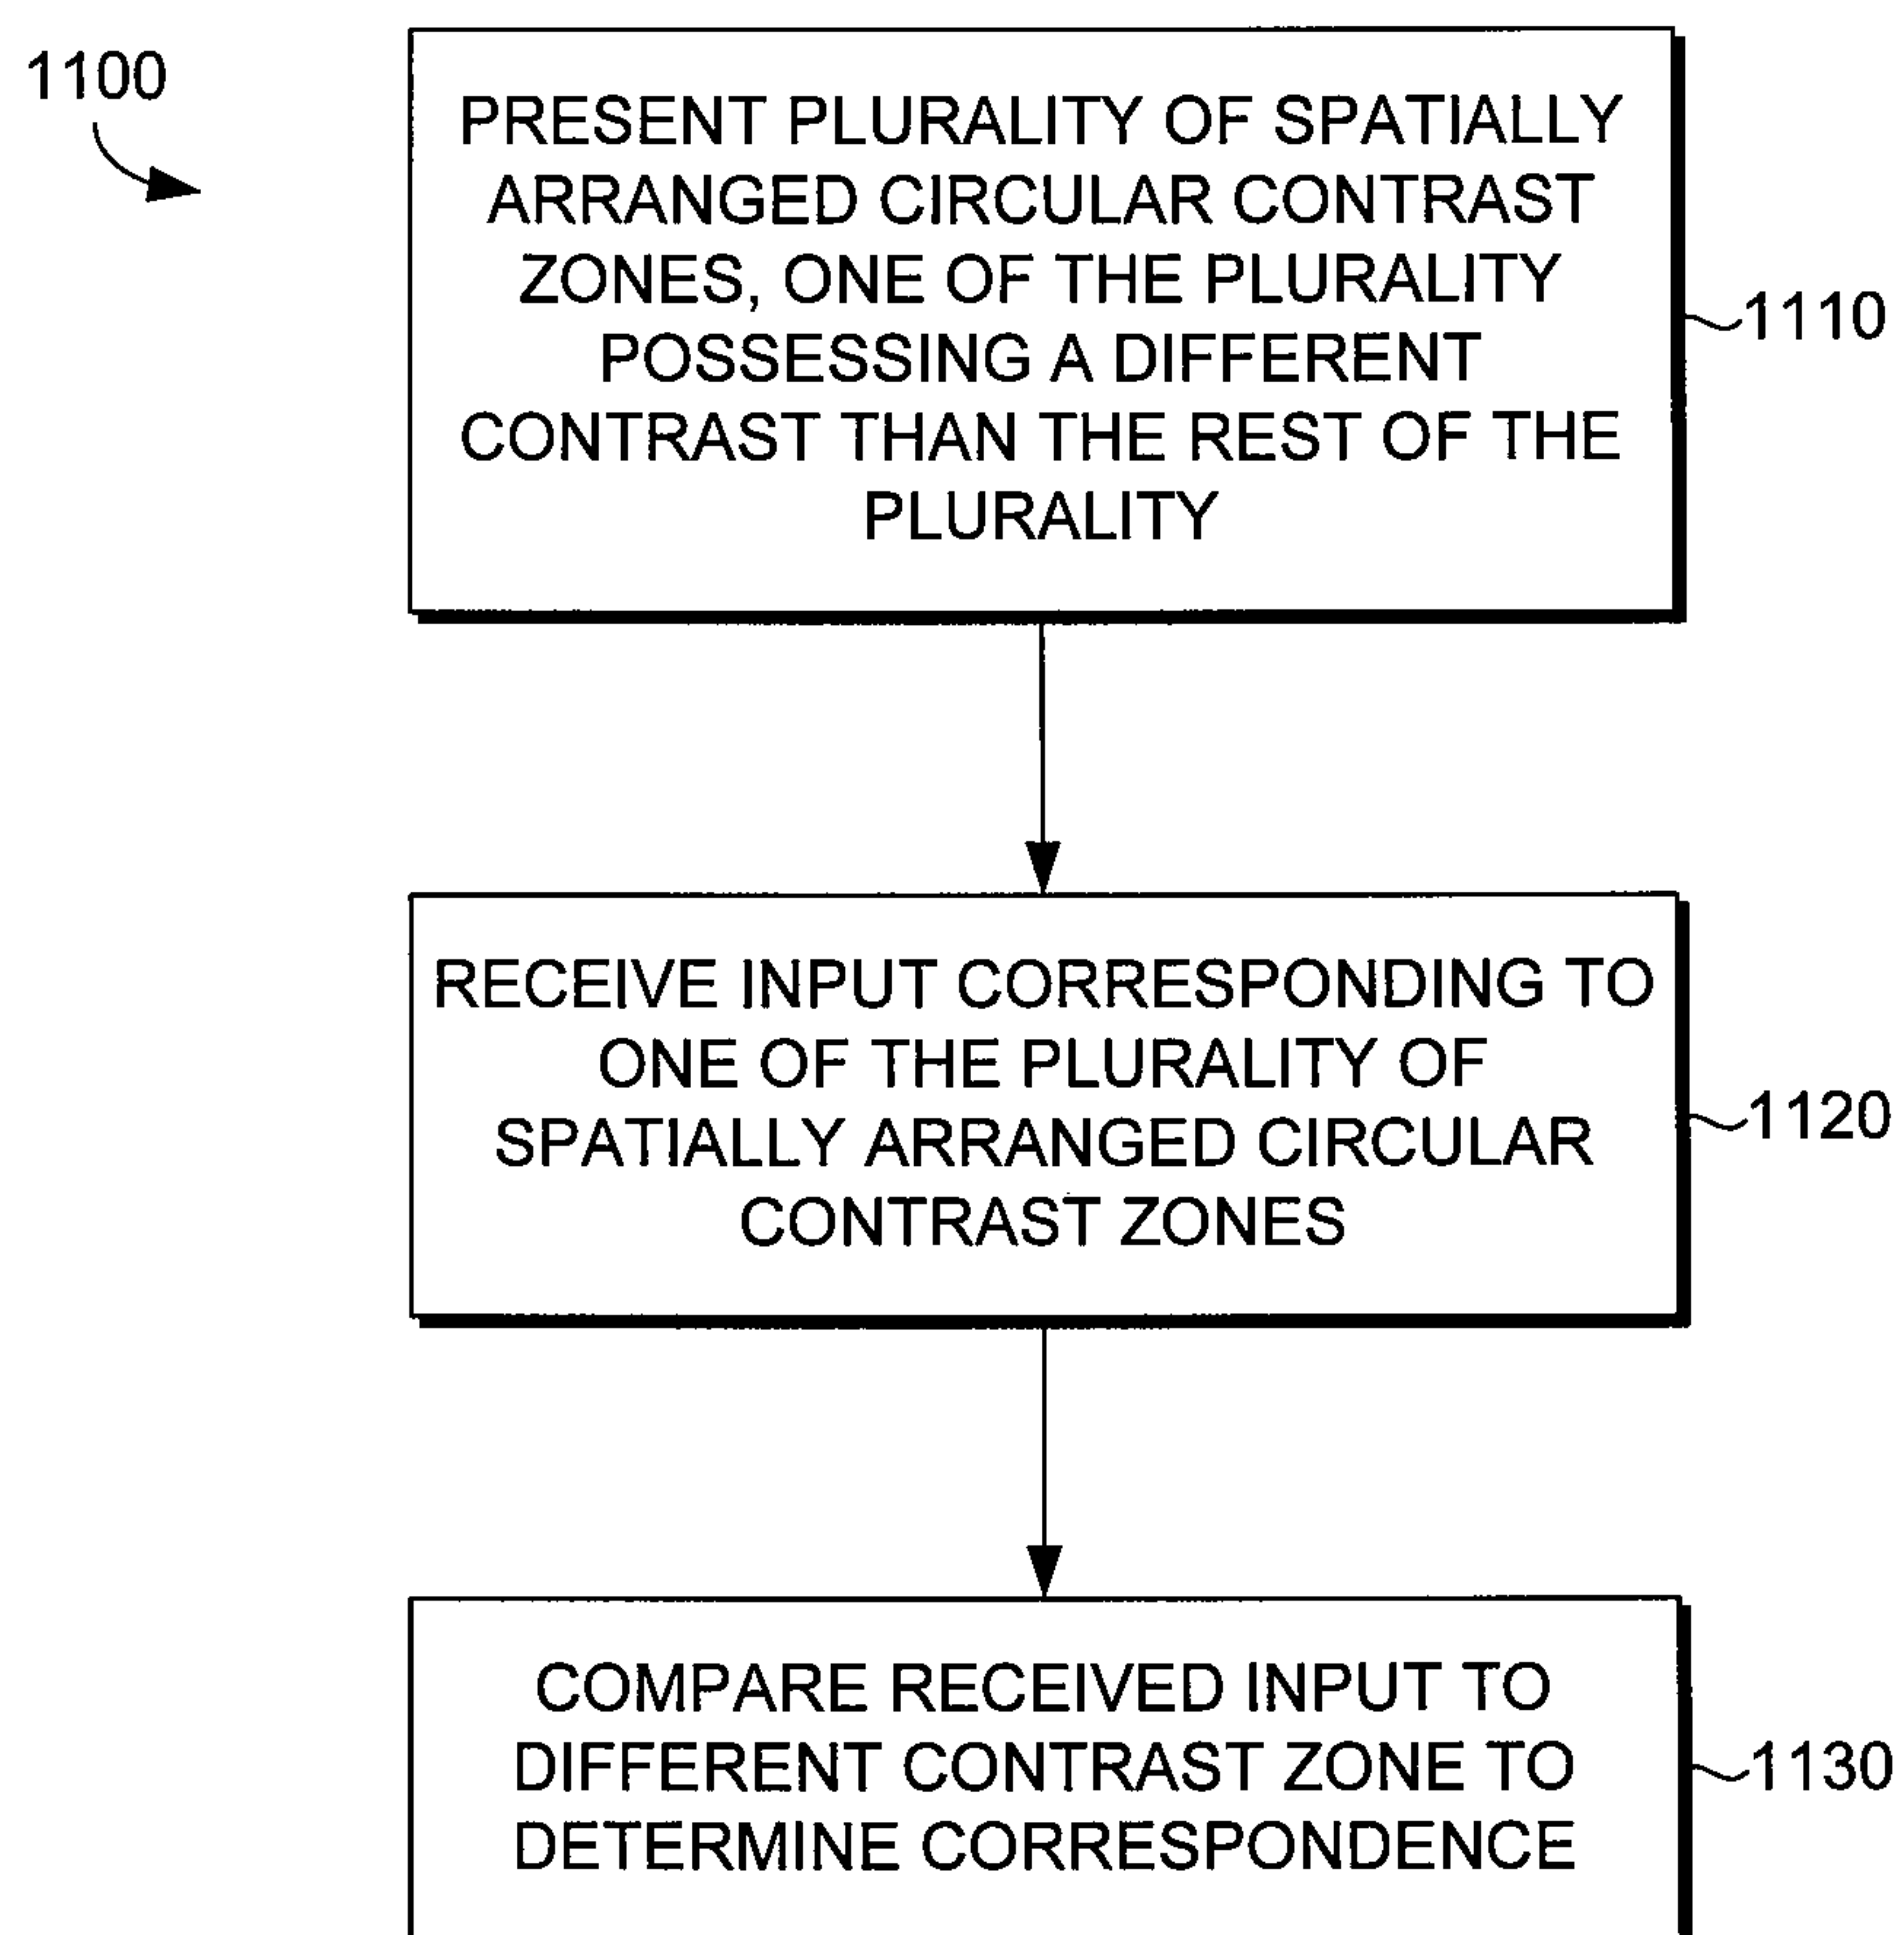 1100
PRESENT PLURALITY OF SPATIALLY
ARRANGED CIRCULAR CONTRAST
ZONES, ONE OF THE PLURALITY
POSSESSING A DIFFERENT
CONTRAST THAN THE REST OF THE
PLURALITY
1110
RECEIVE INPUT CORRESPONDING TO
ONE OF THE PLURALITY OF
SPATIALLY ARRANGED CIRCULAR
CONTRAST ZONES
1120
COMPARE RECEIVED INPUT TO
DIFFERENT CONTRAST ZONE TO
DETERMINE CORRESPONDENCE
1130